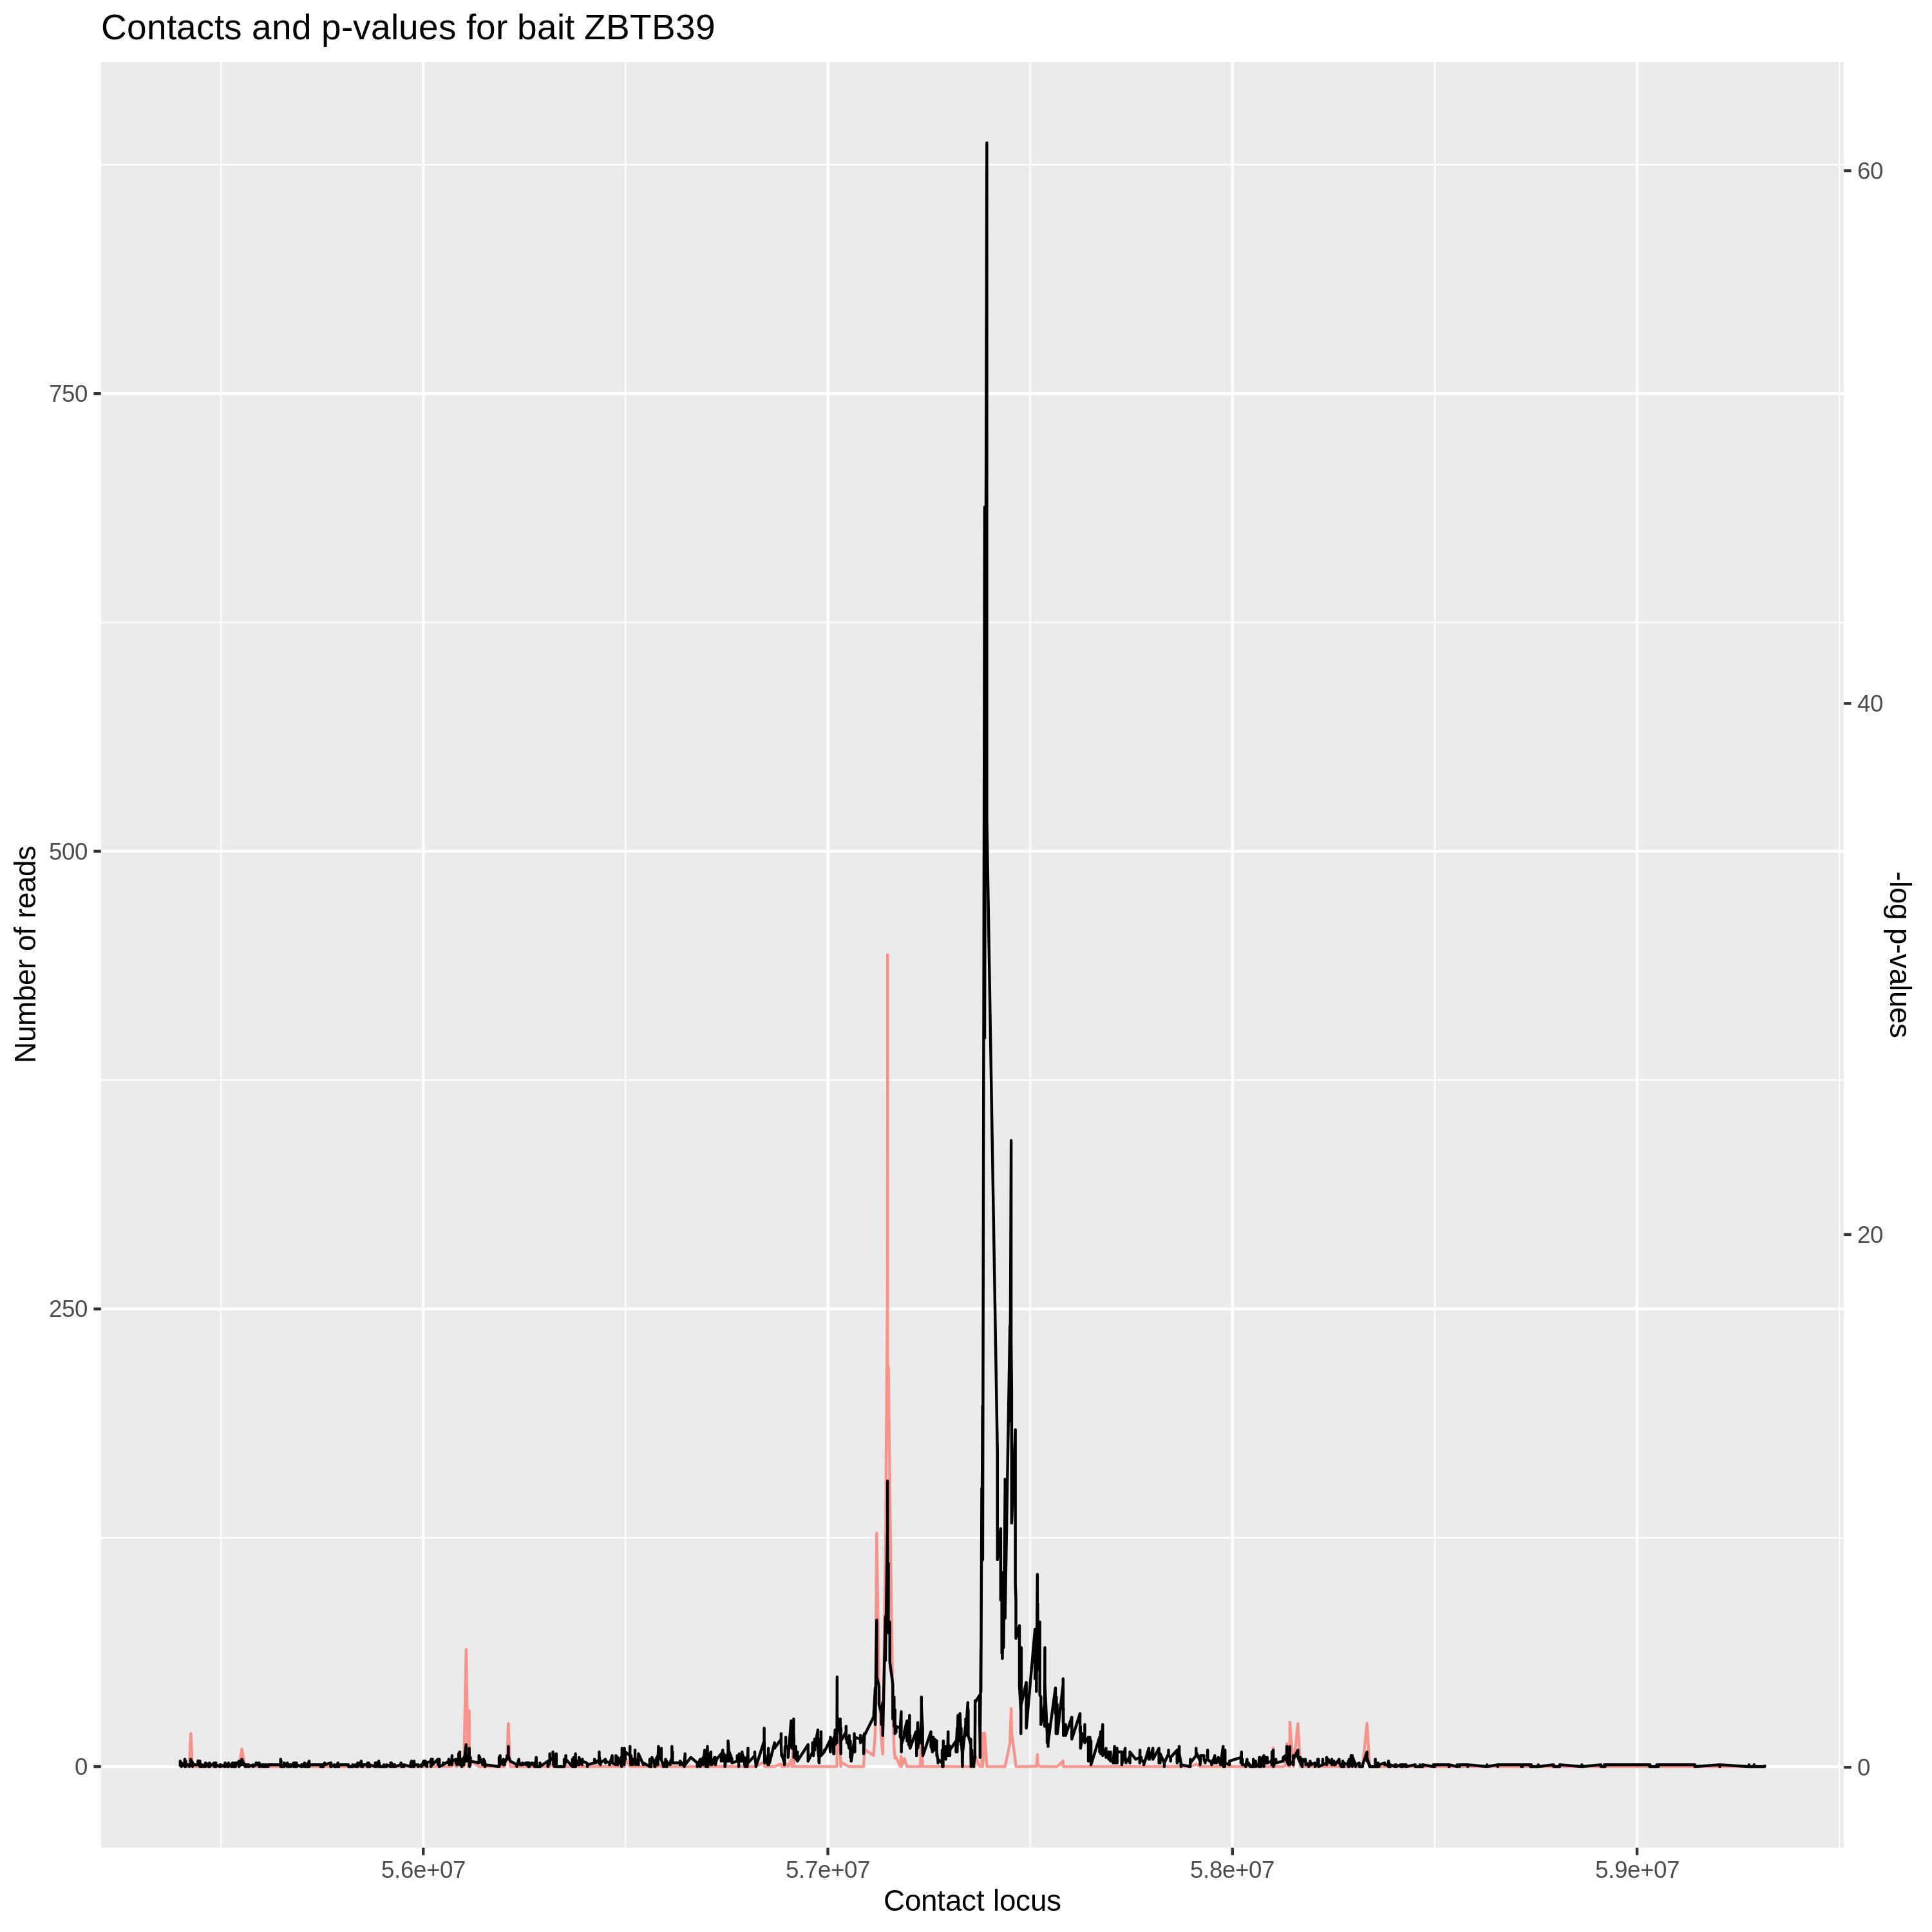 Contacts and p-values for bait ZBTB39
Number of reads
750
500
250
0
60
40
20
0
-log p-values
5.6e+07 5.7e+07 5.8e+07 5.9e+07
Contact locus